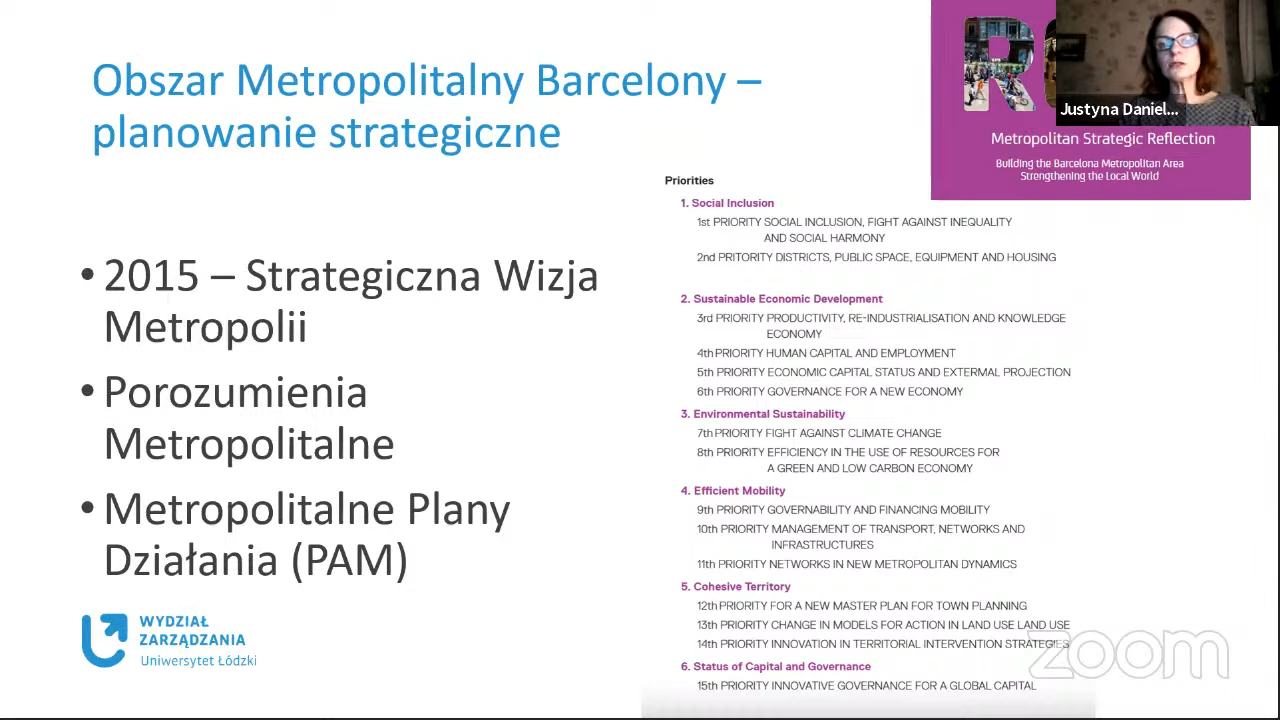 Obszar Metropolitalny Barcelony –
planowanie strategiczne
• 2015 – Strategiczna Wizja
Metropolii
• Porozumienia
Metropolitalne
• Metropolitalne Plany
Działania (PAM)
WYDZIAŁ
ZARZĄDZANIA
Uniwersytet Łódzki
Justyna Daniel...
Metropolitan Strategic Reflection
Building the Barcelona Metropolitan Area
Strengthening the Local World
Priorities
1. Social Inclusion
1st PRIORITY SOCIAL INCLUSION, FIGHT AGAINST INEQUALITY
AND SOCIAL HARMONY
2nd PRITORITY DISTRICTS, PUBLIC SPACE, EQUIPMENT AND HOUSING
2. Sustainable Economic Development
3rd PRIORITY PRODUCTIVITY, RE-INDUSTRIALISATION AND KNOWLEDGE
ECONOMY
4th PRIORITY HUMAN CAPITAL AND EMPLOYMENT
5th PRIORITY ECONOMIC CAPITAL STATUS AND EXTERMAL PROJECTION
6th PRIORITY GOVERNANCE FOR A NEW ECONOMY
3. Environmental Sustainability
7th PRIORITY FIGHT AGAINST CLIMATE CHANGE
8th PRIORITY EFFICIENCY IN THE USE OF RESOURCES FOR
A GREEN AND LOW CARBON ECONOMY
4. Efficient Mobility
9th PRIORITY GOVERNABILITY AND FINANCING MOBILITY
10th PRIORITY MANAGEMENT OF TRANSPORT, NETWORKS AND
INFRASTRUCTURES
11th PRIORITY NETWORKS IN NEW METROPOLITAN DYNAMICS
5. Cohesive Territory
12th PRIORITY FOR A NEW MASTER PLAN FOR TOWN PLANNING
13th PRIORITY CHANGE IN MODELS FOR ACTION IN LAND USE LAND USE
14th PRIORITY INNOVATION IN TERRITORIAL INTERVENTION STRATEGIES
6. Status of Capital and Governance
15th PRIORITY INNOVATIVE GOVERNANCE FOR A GLOBAL CAPITAL
zoom